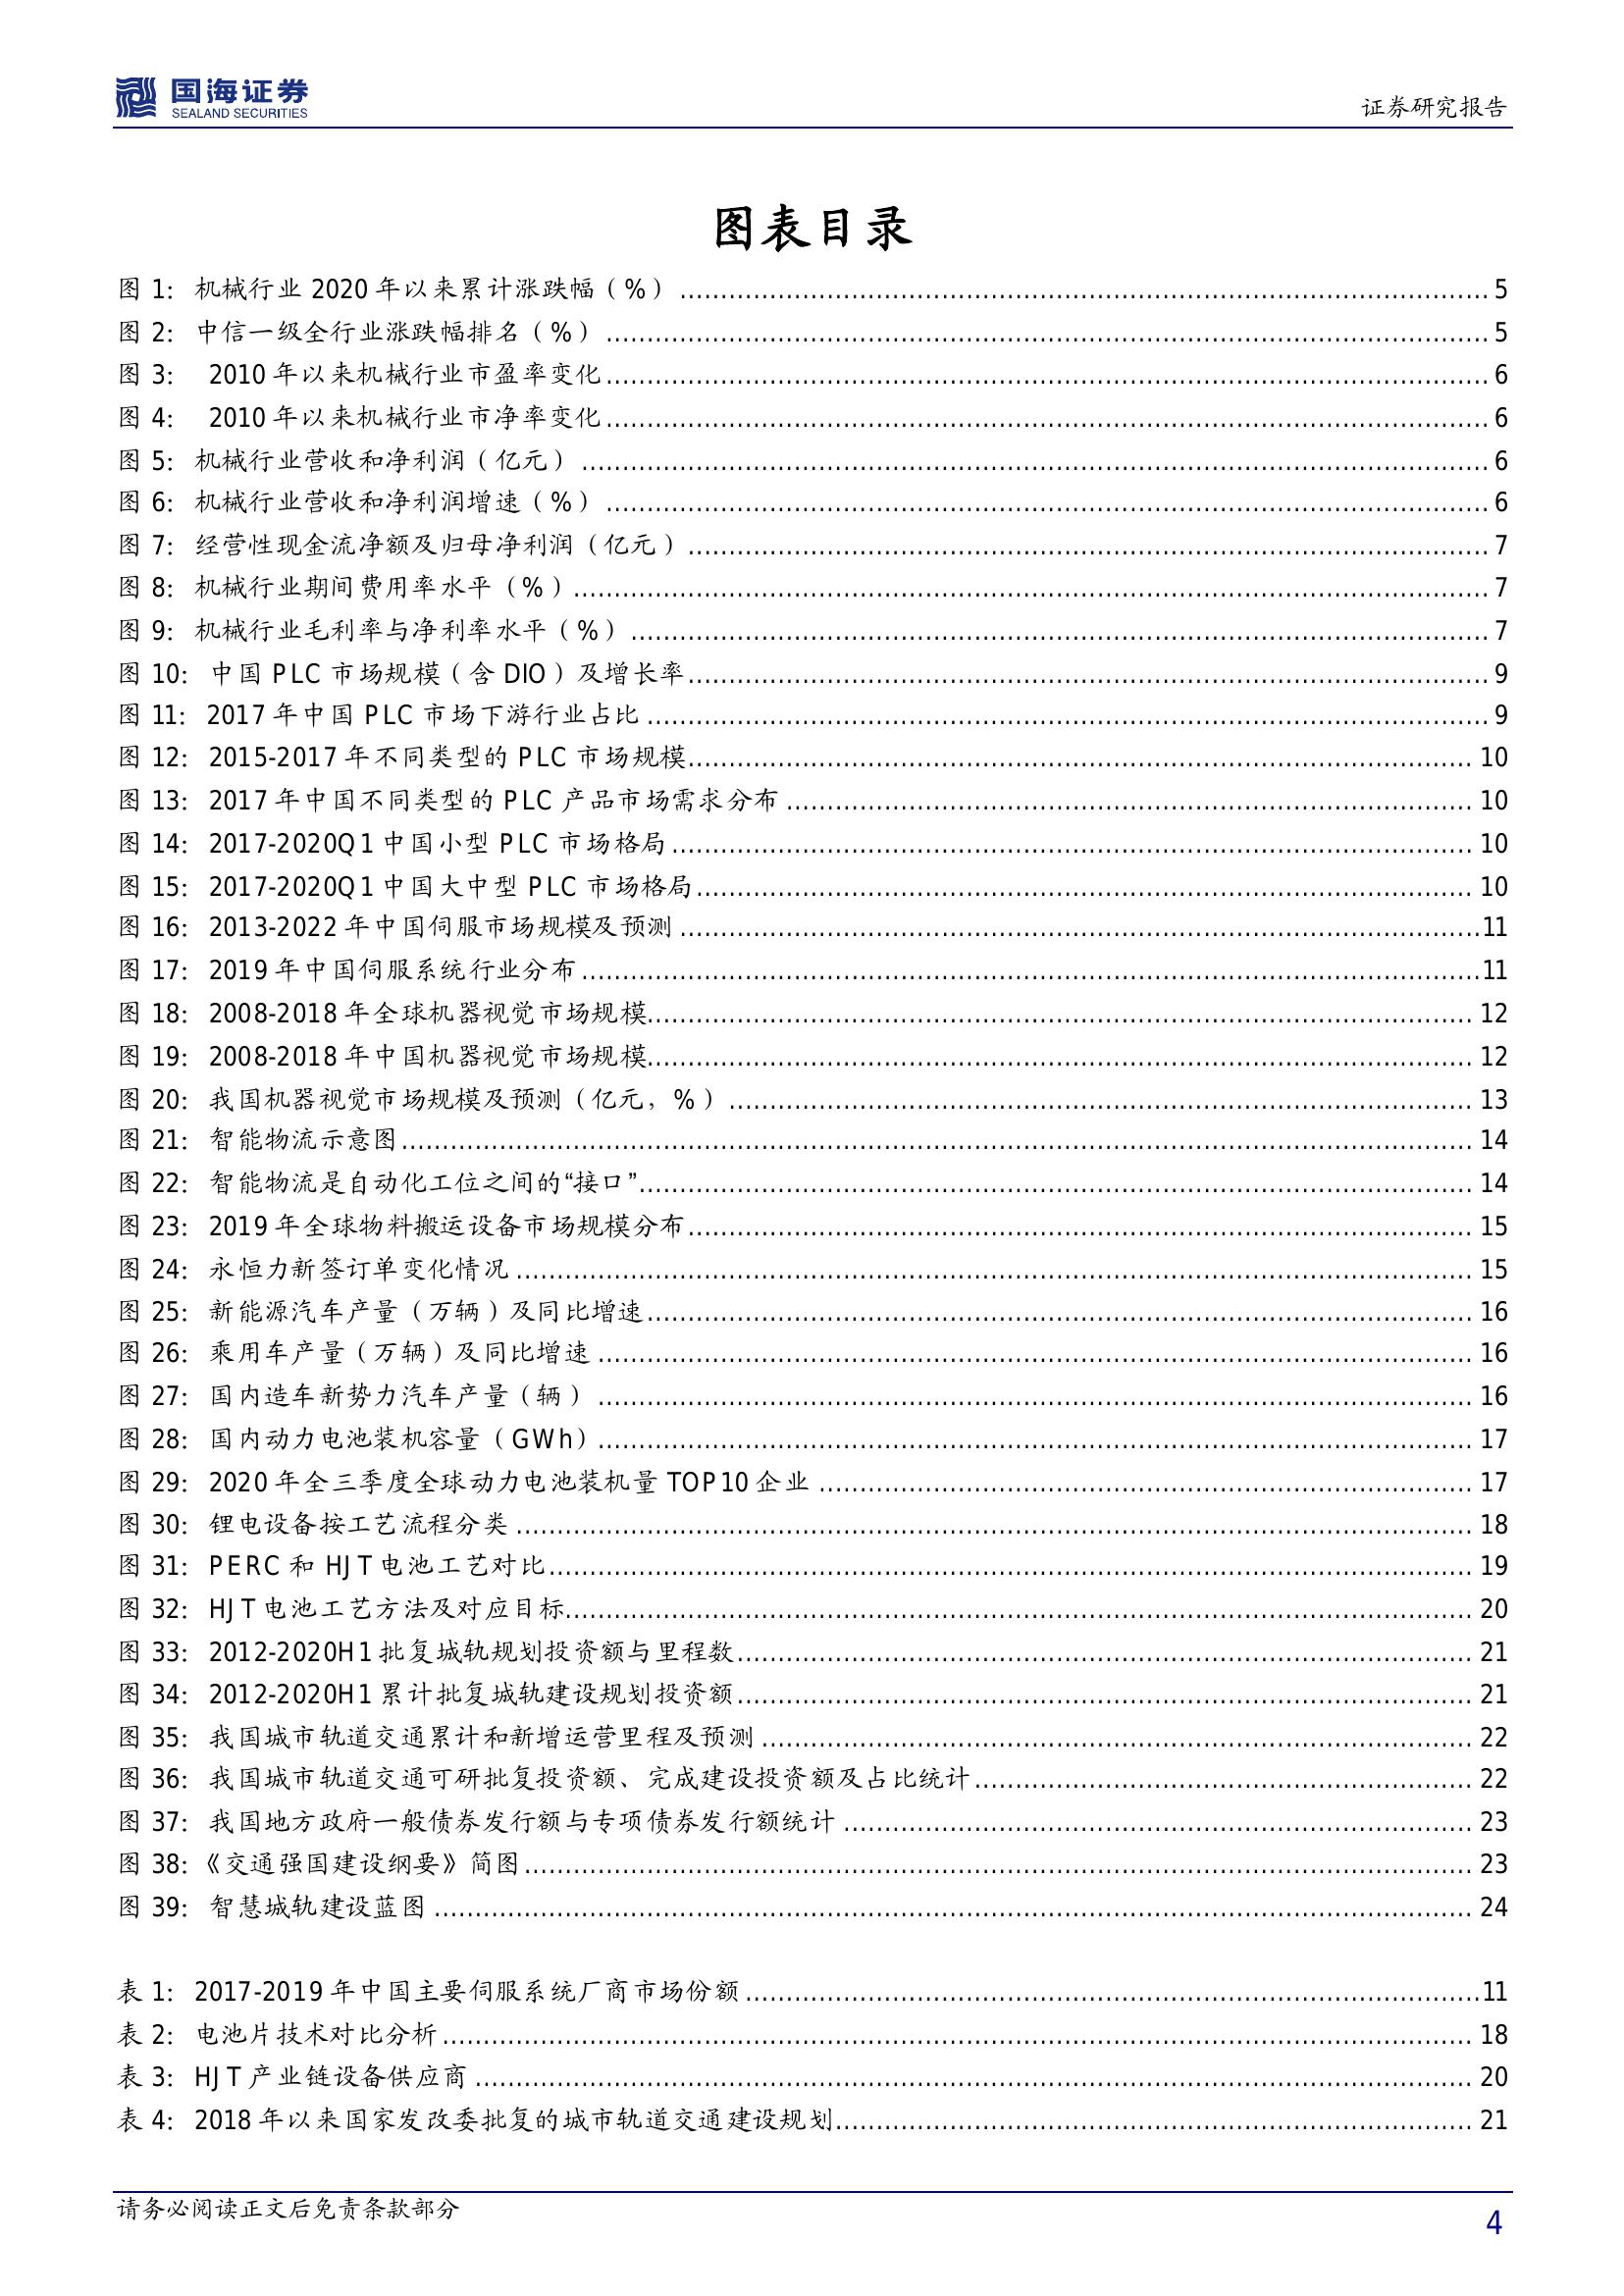 国海证券
SEALAND SECURITIES
证券研究报告
图表目录
图 1: 机械行业 2020 年以来累计涨跌幅（%） 5
图 2: 中信一级全行业涨跌幅排名（%） 5
图 3: 2010 年以来机械行业市盈率变化 6
图 4: 2010 年以来机械行业市净率变化 6
图 5: 机械行业营收和净利润（亿元） 6
图 6: 机械行业营收和净利润增速（%） 6
图 7: 经营性现金流净额及归母净利润（亿元） 7
图 8: 机械行业期间费用率水平（%） 7
图 9: 机械行业毛利率与净利率水平（%） 7
图 10: 中国 PLC 市场规模（含 DIO）及增长率 9
图 11: 2017 年中国 PLC 市场下游行业占比 9
图 12: 2015-2017 年不同类型的 PLC 市场规模 10
图 13: 2017 年中国不同类型的 PLC 产品市场需求分布 10
图 14: 2017-2020Q1 中国小型 PLC 市场格局 10
图 15: 2017-2020Q1 中国大中型 PLC 市场格局 10
图 16: 2013-2022 年中国伺服市场规模及预测 11
图 17: 2019 年中国伺服系统行业分布 11
图 18: 2008-2018 年全球机器视觉市场规模 12
图 19: 2008-2018 年中国机器视觉市场规模 12
图 20: 我国机器视觉市场规模及预测（亿元，%） 13
图 21: 智能物流示意图 14
图 22: 智能物流是自动化工位之间的“接口” 14
图 23: 2019 年全球物料搬运设备市场规模分布 15
图 24: 永恒力新签订单变化情况 15
图 25: 新能源汽车产量（万辆）及同比增速 16
图 26: 乘用车产量（万辆）及同比增速 16
图 27: 国内造车新势力汽车产量（辆） 16
图 28: 国内动力电池装机容量（GWh） 17
图 29: 2020 年全三季度全球动力电池装机量 TOP10 企业 17
图 30: 锂电设备按工艺流程分类 18
图 31: PERC 和 HJT 电池工艺对比 19
图 32: HJT 电池工艺方法及对应目标 20
图 33: 2012-2020H1 批复城轨规划投资额与里程数 21
图 34: 2012-2020H1 累计批复城轨建设规划投资额 21
图 35: 我国城市轨道交通累计和新增运营里程及预测 22
图 36: 我国城市轨道交通可研批复投资额、完成建设投资额及占比统计 22
图 37: 我国地方政府一般债券发行额与专项债券发行额统计 23
图 38:《交通强国建设纲要》简图 23
图 39: 智慧城轨建设蓝图 24
表 1: 2017-2019 年中国主要伺服系统厂商市场份额 11
表 2: 电池片技术对比分析 18
表 3: HJT 产业链设备供应商 20
表 4: 2018 年以来国家发改委批复的城市轨道交通建设规划 21
请务必阅读正文后免责条款部分
4